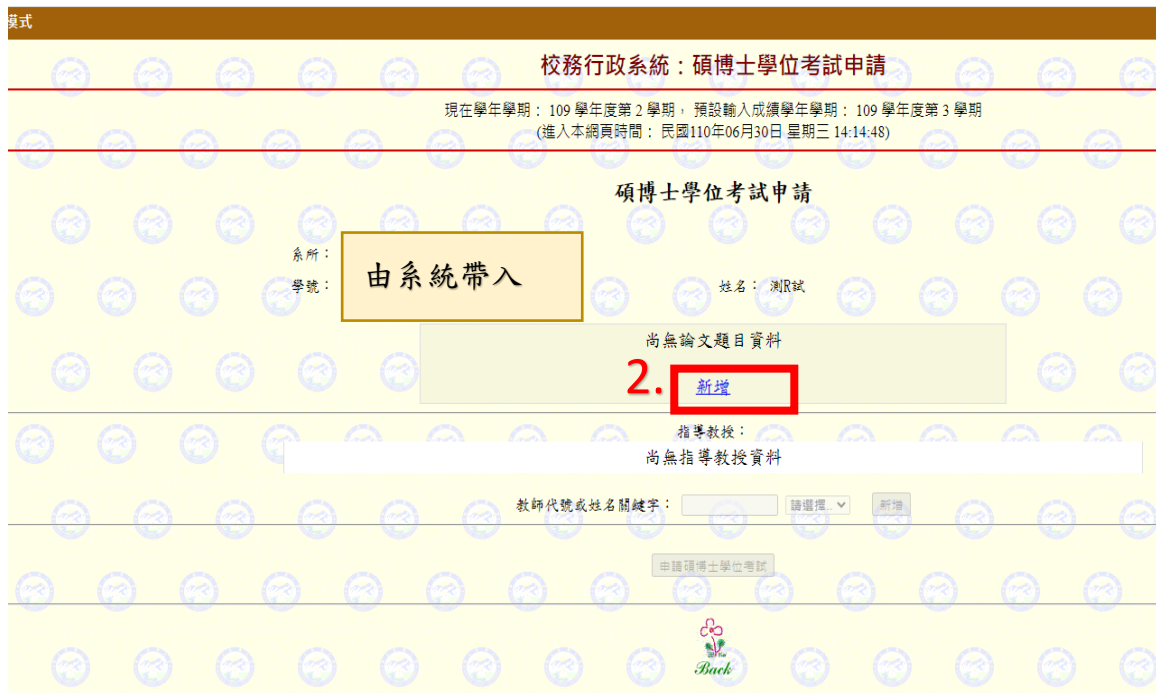 模式
校務行政系統：碩博士學位考試申請
現在學年學期： 109 學年度第 2 學期， 預設輸入成績學年學期： 109 學年度第 3 學期
(進入本網頁時間： 民國110年06月30日 星期三 14:14:48)
碩博士學位考試申請
系所：
由系統帶入
學號：
姓名： 測R試
尚無論文題目資料
2. 新增
指導教授：
尚無指導教授資料
教師代號或姓名關鍵字： 請選擇.. 新增
申請碩博士學位考試
Back